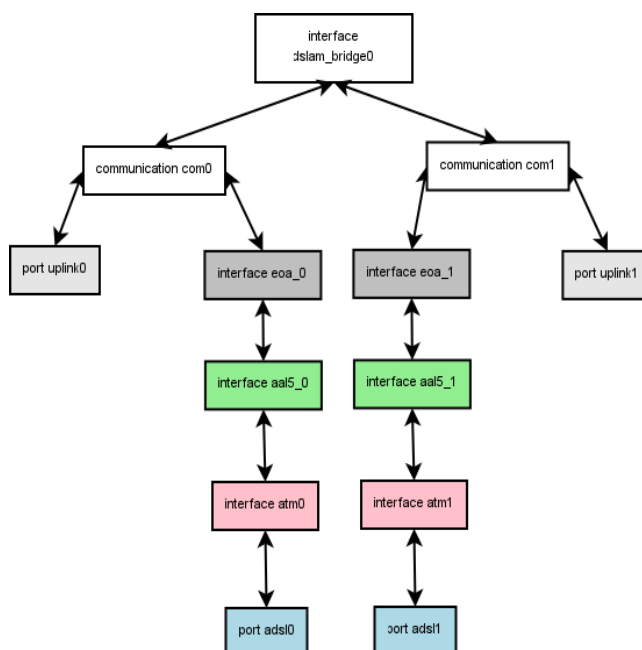 interface
dslam_bridge0
communication com0
communication com1
port uplink0
interface eoa_0
interface eoa_1
port uplink1
interface aal5_0
interface aal5_1
interface atm0
interface atm1
port adsl0
port adsl1